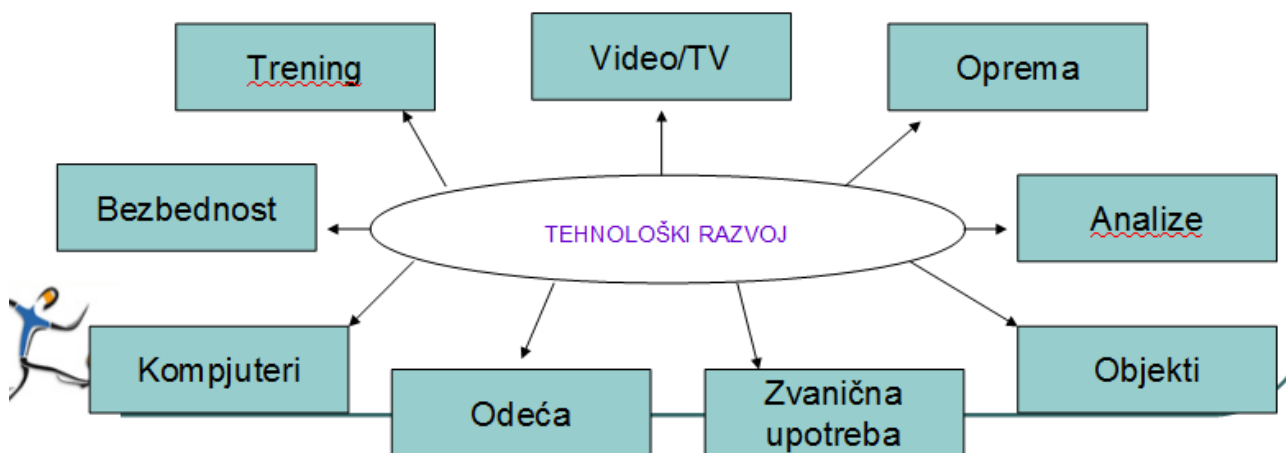 Trening
Video/TV
Oprema
Bezbednost
TEHNOLOŠKI RAZVOJ
Analize
Kompjuteri
Odeća
Zvanična
upotreba
Objekti